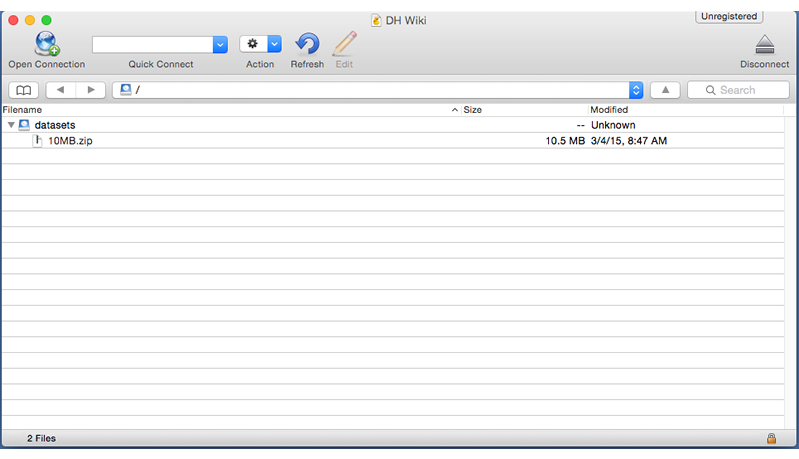 DH Wiki
Unregistered
Open Connection
Quick Connect
Action
Refresh
Edit
Disconnect
/
Search
Filename Size Modified
datasets -- Unknown
10MB.zip 10.5 MB 3/4/15, 8:47 AM
2 Files